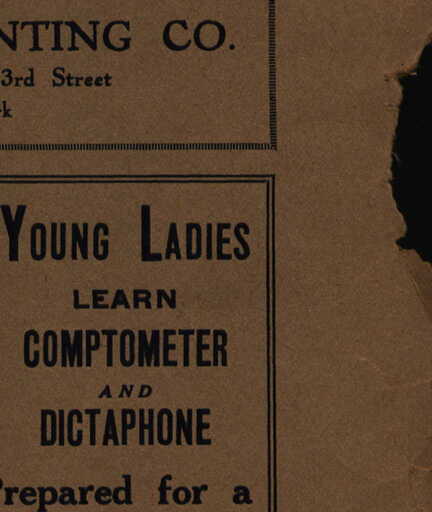 NTING CO.
3rd Street
k
YOUNG LADIES
LEARN
COMPTOMETER
AND
DICTAPHONE
Prepared for a